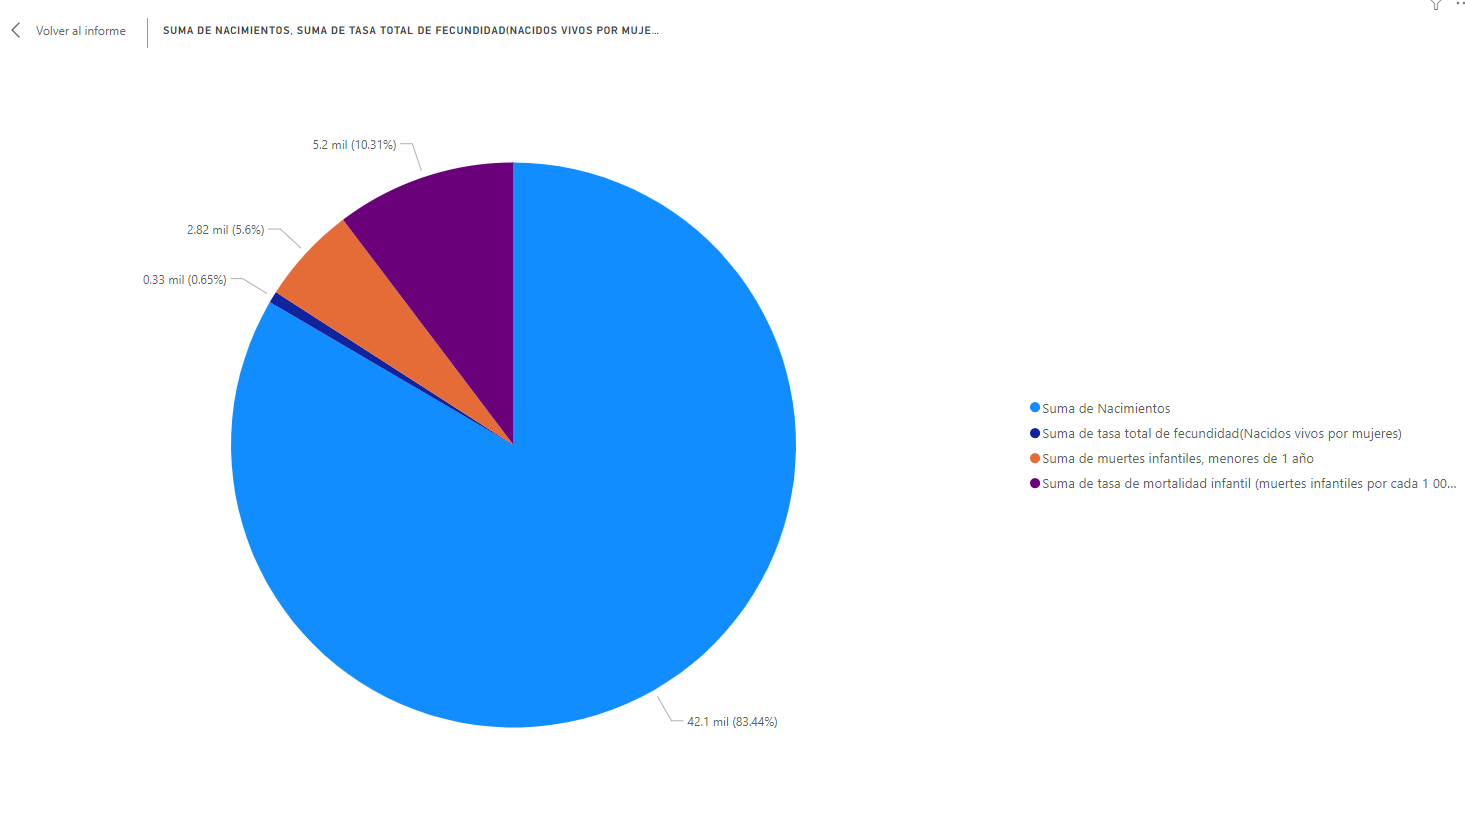 Volver al informe
SUMA DE NACIMIENTOS, SUMA DE TASA TOTAL DE FECUNDIDAD(NACIDOS VIVOS POR MUJE...
5.2 mil (10.31%)
2.82 mil (5.6%)
0.33 mil (0.65%)
42.1 mil (83.44%)
Suma de Nacimientos
Suma de tasa total de fecundidad(Nacidos vivos por mujeres)
Suma de muertes infantiles, menores de 1 año
Suma de tasa de mortalidad infantil (muertes infantiles por cada 1 00...